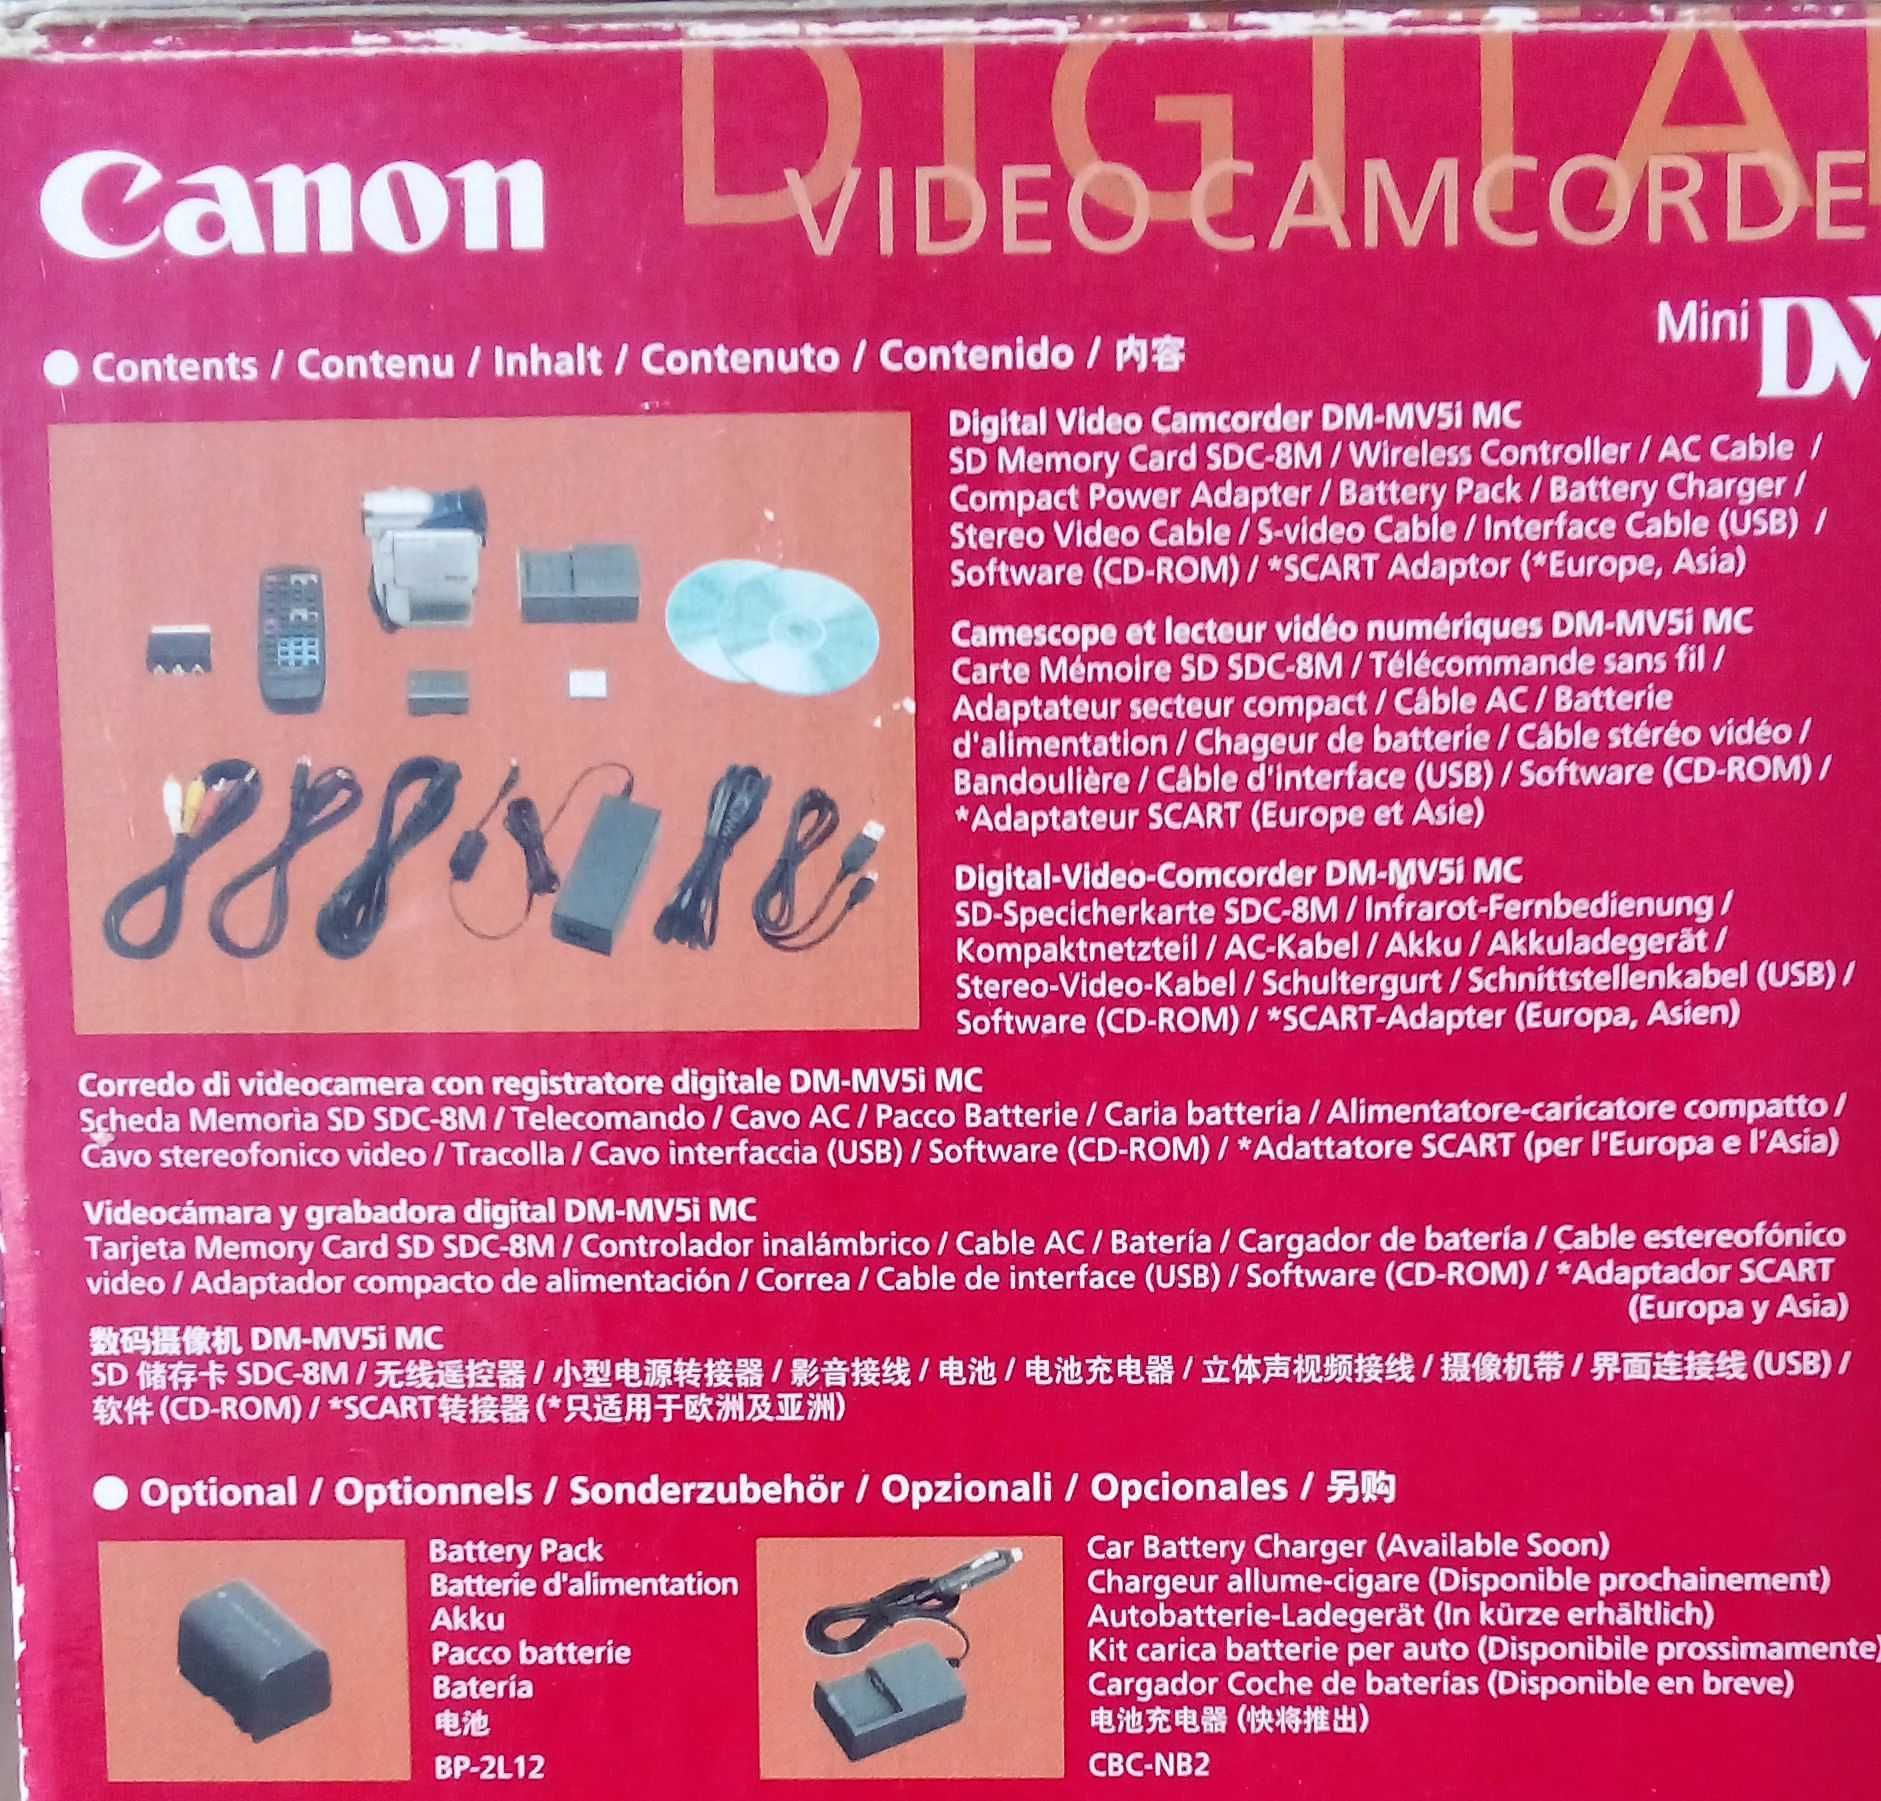 DIGITA
Canon
VIDEO CAMCORDE
Mini DV
● Contents / Contenu / Inhalt / Contenuto / Contenido / 内容
Digital Video Camcorder DM-MV5i MC
SD Memory Card SDC-8M / Wireless Controller / AC Cable /
Compact Power Adapter / Battery Pack / Battery Charger /
Stereo Video Cable / S-video Cable / Interface Cable (USB) /
Software (CD-ROM) / *SCART Adaptor (*Europe, Asia)
Camescope et lecteur vidéo numériques DM-MV5i MC
Carte Mémoire SD SDC-8M / Télécommande sans fil /
Adaptateur secteur compact / Câble AC / Batterie
d'alimentation / Chageur de batterie / Câble stéréo vidéo /
Bandoulière / Câble d'interface (USB) / Software (CD-ROM) /
*Adaptateur SCART (Europe et Asie)
Digital-Video-Comcorder DM-MV5i MC
SD-Specicherkarte SDC-8M / Infrarot-Fernbedienung /
Kompaktnetzteil / AC-Kabel / Akku / Akkuladegerät /
Stereo-Video-Kabel / Schultergurt / Schnittstellenkabel (USB) /
Software (CD-ROM) / *SCART-Adapter (Europa, Asien)
Corredo di videocamera con registratore digitale DM-MV5i MC
Scheda Memoria SD SDC-8M / Telecomando / Cavo AC / Pacco Batterie / Caria batteria / Alimentatore-caricatore compatto /
Cavo stereofonico video / Tracolla / Cavo interfaccia (USB) / Software (CD-ROM) / *Adattatore SCART (per l'Europa e l'Asia)
Videocámara y grabadora digital DM-MV5i MC
Tarjeta Memory Card SD SDC-8M / Controlador inalámbrico / Cable AC / Batería / Cargador de batería / Cable estereofónico
video / Adaptador compacto de alimentación / Correa / Cable de interface (USB) / Software (CD-ROM) / *Adaptador SCART
(Europa y Asia)
数码摄像机 DM-MV5i MC
SD 储存卡 SDC-8M / 无线遥控器 / 小型电源转接器 / 影音接线 / 电池 / 电池充电器 / 立体声视频接线 / 摄像机带 / 界面连接线 (USB) /
软件 (CD-ROM) / *SCART转接器 (*只适用于欧洲及亚洲)
● Optional / Optionnels / Sonderzubehör / Opzionali / Opcionales / 另购
Battery Pack
Batterie d'alimentation
Akku
Pacco batterie
Batería
电池
BP-2L12
Car Battery Charger (Available Soon)
Chargeur allume-cigare (Disponible prochainement)
Autobatterie-Ladegerät (In kürze erhältlich)
Kit carica batterie per auto (Disponibile prossimamente)
Cargador Coche de baterías (Disponible en breve)
电池充电器 (快将推出)
CBC-NB2